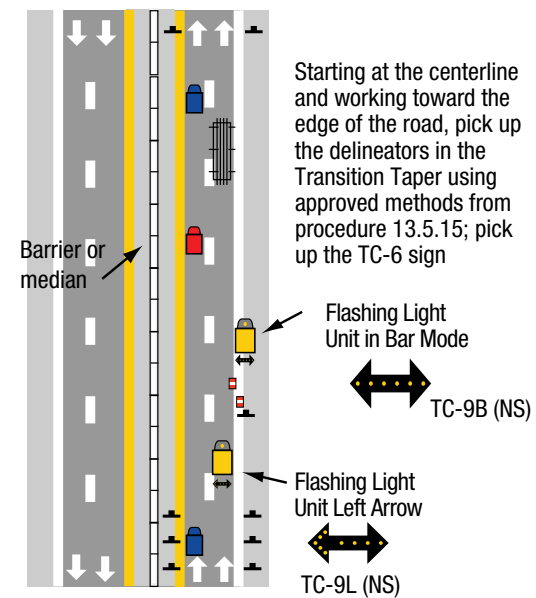 Starting at the centerline
and working toward the
edge of the road, pick up
the delineators in the
Transition Taper using
approved methods from
procedure 13.5.15; pick
up the TC-6 sign
Barrier or
median
Flashing Light
Unit in Bar Mode
TC-9B (NS)
Flashing Light
Unit Left Arrow
TC-9L (NS)